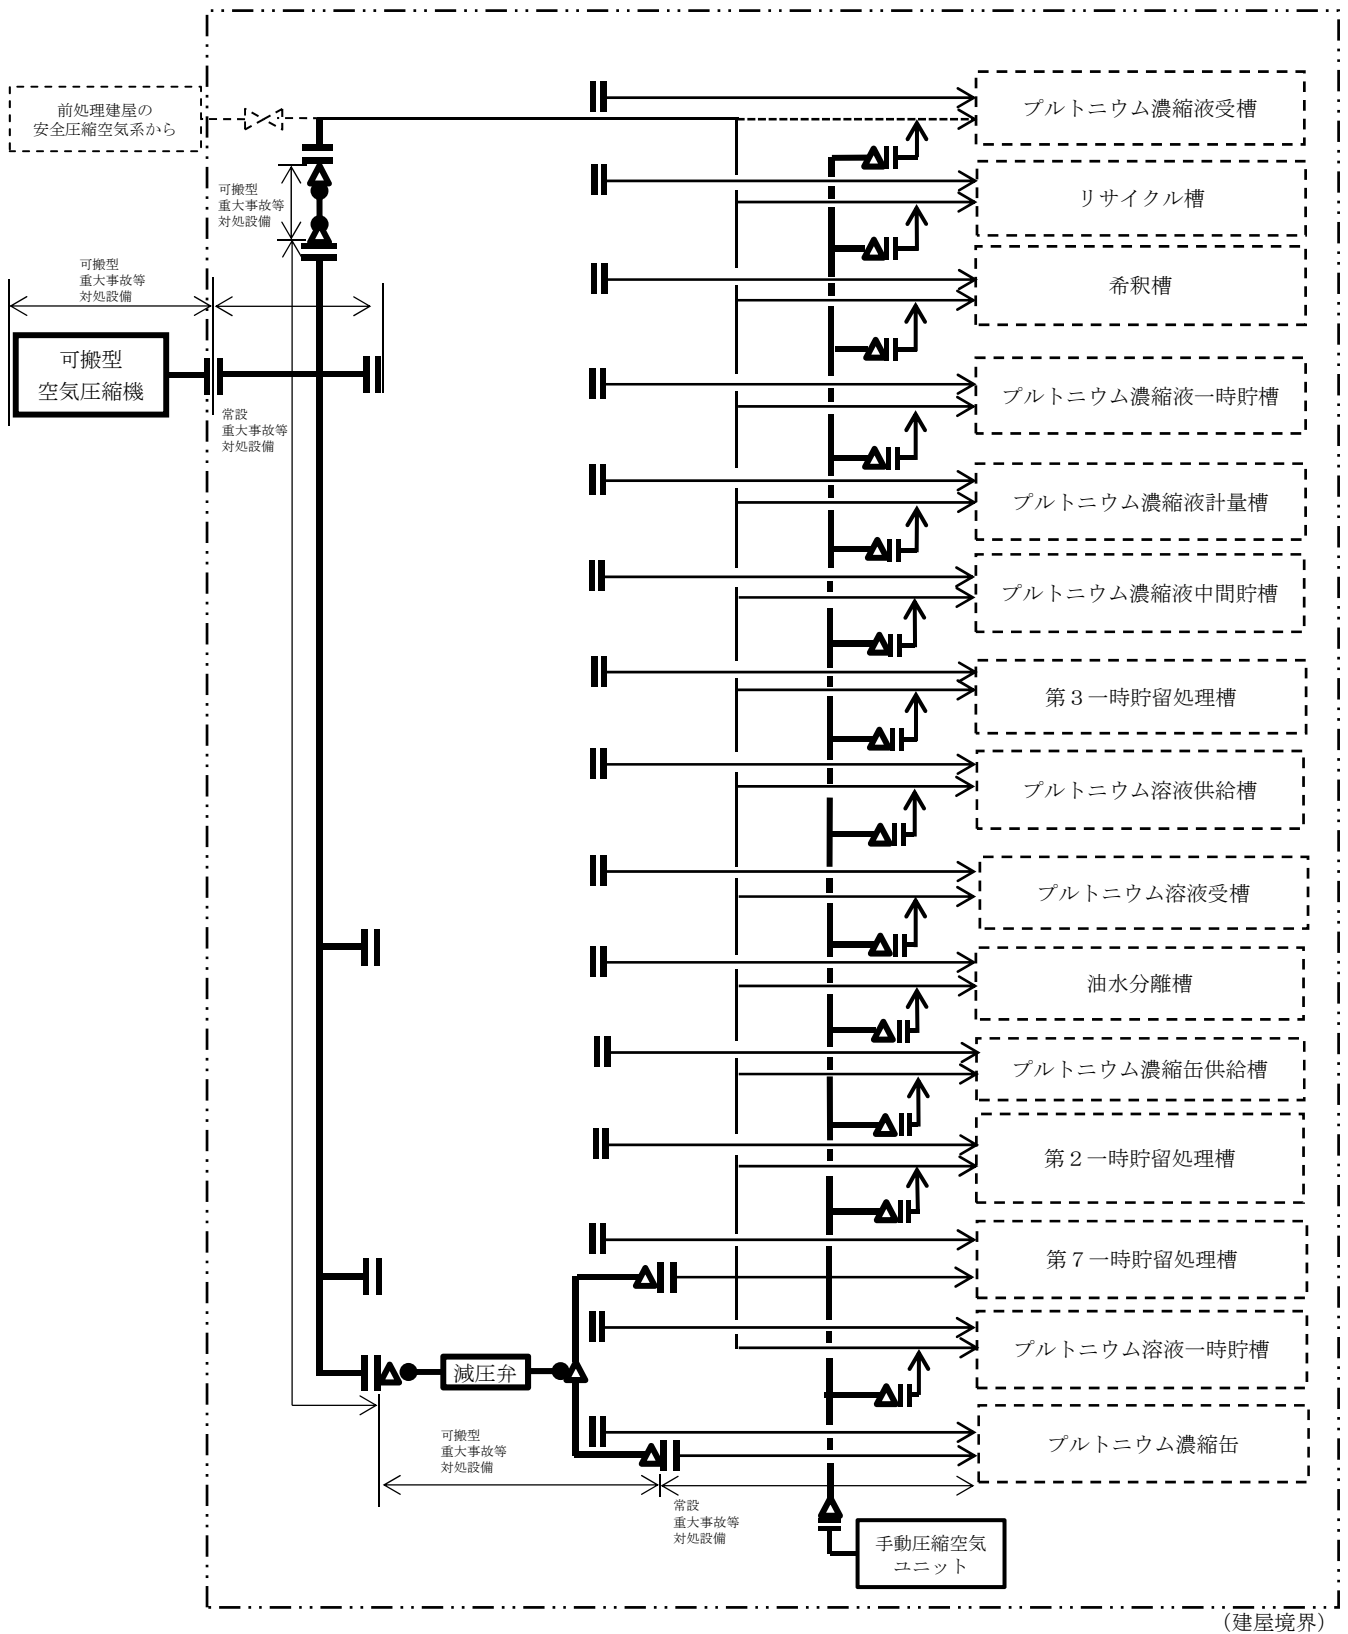 前処理建屋の
安全圧縮空気系から
可搬型
重大事故等
対処設備
可搬型
重大事故等
対処設備
可搬型
空気圧縮機
常設
重大事故等
対処設備
プルトニウム濃縮液受槽
リサイクル槽
希釈槽
プルトニウム濃縮液一時貯槽
プルトニウム濃縮液計量槽
プルトニウム濃縮液中間貯槽
第３一時貯留処理槽
プルトニウム溶液供給槽
プルトニウム溶液受槽
油水分離槽
プルトニウム濃縮缶供給槽
第２一時貯留処理槽
第７一時貯留処理槽
プルトニウム溶液一時貯槽
プルトニウム濃縮缶
減圧弁
可搬型
重大事故等
対処設備
常設
重大事故等
対処設備
手動圧縮空気
ユニット
（建屋境界）